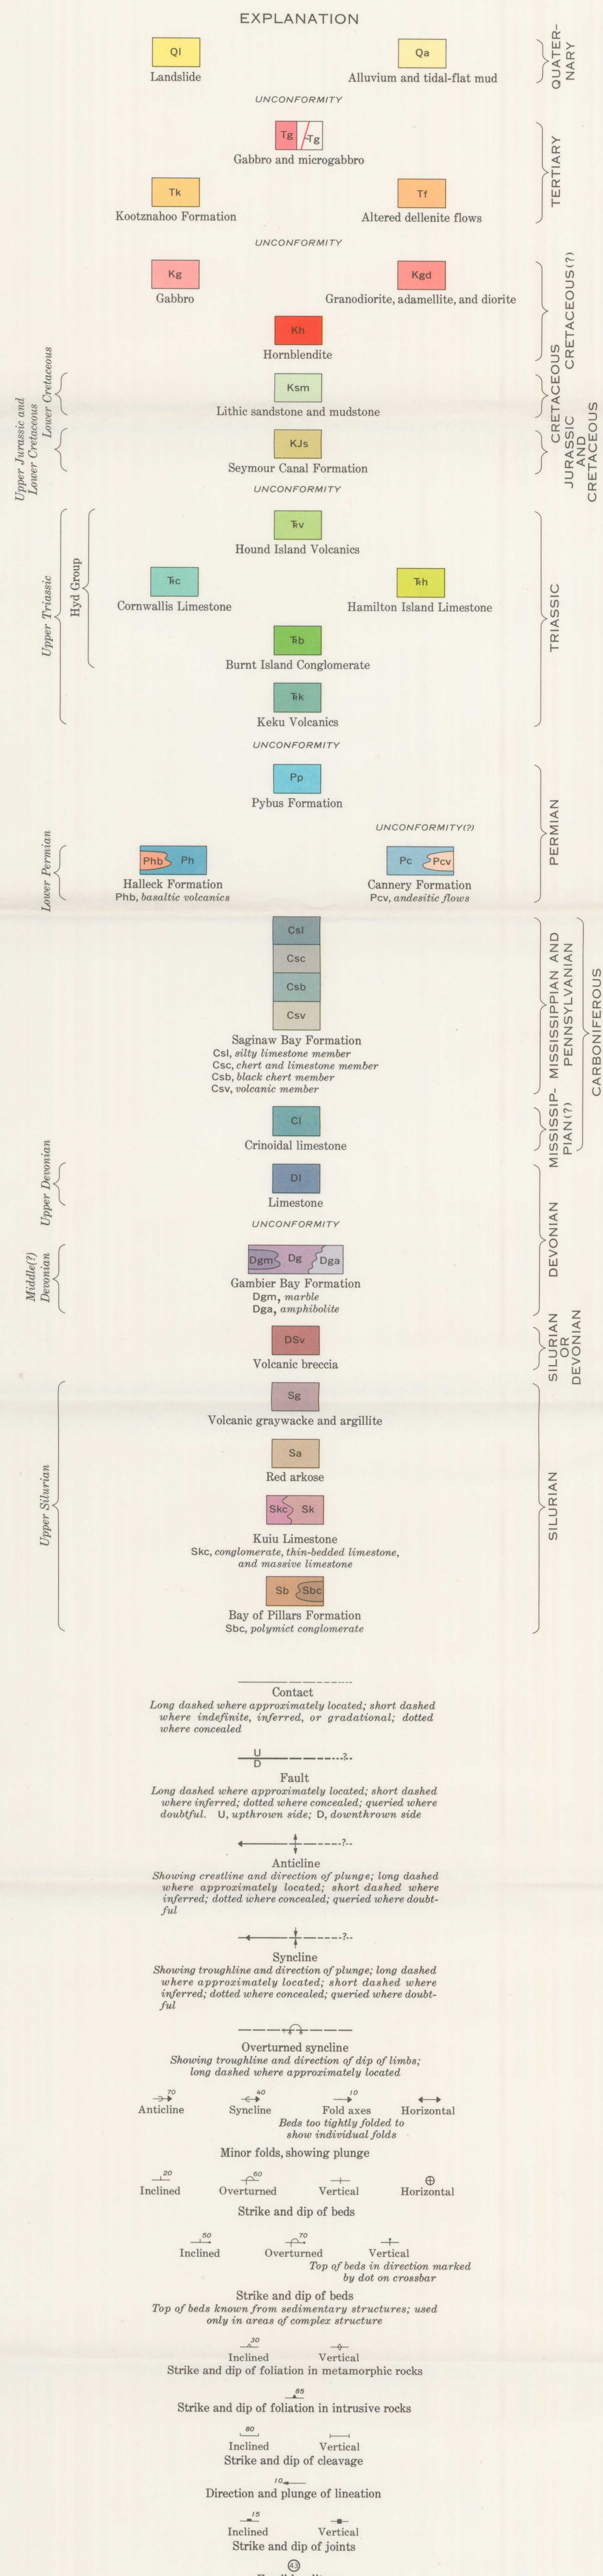 EXPLANATION
Ql
Landslide
Qa
Alluvium and tidal-flat mud
QUATER-
NARY
UNCONFORMITY
Tg
Tg
Gabbro and microgabbro
Tk
Kootznahoo Formation
Tf
Altered dellenite flows
TERTIARY
UNCONFORMITY
Kg
Gabbro
Kgd
Granodiorite, adamellite, and diorite
Kh
Hornblendite
CRETACEOUS(?)
Lower Cretaceous
Ksm
Lithic sandstone and mudstone
CRETACEOUS
Upper Jurassic and
Lower Cretaceous
KJs
Seymour Canal Formation
JURASSIC
AND
CRETACEOUS
UNCONFORMITY
Upper Triassic
Hyd Group
Ꞧv
Hound Island Volcanics
Ꞧc
Cornwallis Limestone
Ꞧh
Hamilton Island Limestone
Ꞧb
Burnt Island Conglomerate
Ꞧk
Keku Volcanics
TRIASSIC
UNCONFORMITY
Pp
Pybus Formation
UNCONFORMITY(?)
Lower Permian
Phb
Ph
Halleck Formation
Phb, basaltic volcanics
Pc
Pcv
Cannery Formation
Pcv, andesitic flows
PERMIAN
Csl
Csc
Csb
Csv
Saginaw Bay Formation
Csl, silty limestone member
Csc, chert and limestone member
Csb, black chert member
Csv, volcanic member
MISSISSIPPIAN AND
PENNSYLVANIAN
CARBONIFEROUS
Cl
Crinoidal limestone
MISSISSIP-
PIAN(?)
Upper Devonian
Dl
Limestone
UNCONFORMITY
Middle(?)
Devonian
Dgm
Dg
Dga
Gambier Bay Formation
Dgm, marble
Dga, amphibolite
DEVONIAN
DSv
Volcanic breccia
SILURIAN
OR
DEVONIAN
Upper Silurian
Sg
Volcanic graywacke and argillite
Sa
Red arkose
Skc
Sk
Kuiu Limestone
Skc, conglomerate, thin-bedded limestone,
and massive limestone
Sb
Sbc
Bay of Pillars Formation
Sbc, polymict conglomerate
SILURIAN
Contact
Long dashed where approximately located; short dashed
where indefinite, inferred, or gradational; dotted
where concealed
U
D
?
Fault
Long dashed where approximately located; short dashed
where inferred; dotted where concealed; queried where
doubtful. U, upthrown side; D, downthrown side
?
Anticline
Showing crestline and direction of plunge; long dashed
where approximately located; short dashed where
inferred; dotted where concealed; queried where doubt-
ful
?
Syncline
Showing troughline and direction of plunge; long dashed
where approximately located; short dashed where
inferred; dotted where concealed; queried where doubt-
ful
Overturned syncline
Showing troughline and direction of dip of limbs;
long dashed where approximately located
70 40 10
Anticline Syncline Fold axes Horizontal
Beds too tightly folded to
show individual folds
Minor folds, showing plunge
20 60
Inclined Overturned Vertical Horizontal
Strike and dip of beds
50 70
Inclined Overturned Vertical
Top of beds in direction marked
by dot on crossbar
Strike and dip of beds
Top of beds known from sedimentary structures; used
only in areas of complex structure
30
Inclined Vertical
Strike and dip of foliation in metamorphic rocks
85
Strike and dip of foliation in intrusive rocks
80
Inclined Vertical
Strike and dip of cleavage
10
Direction and plunge of lineation
15
Inclined Vertical
Strike and dip of joints
43